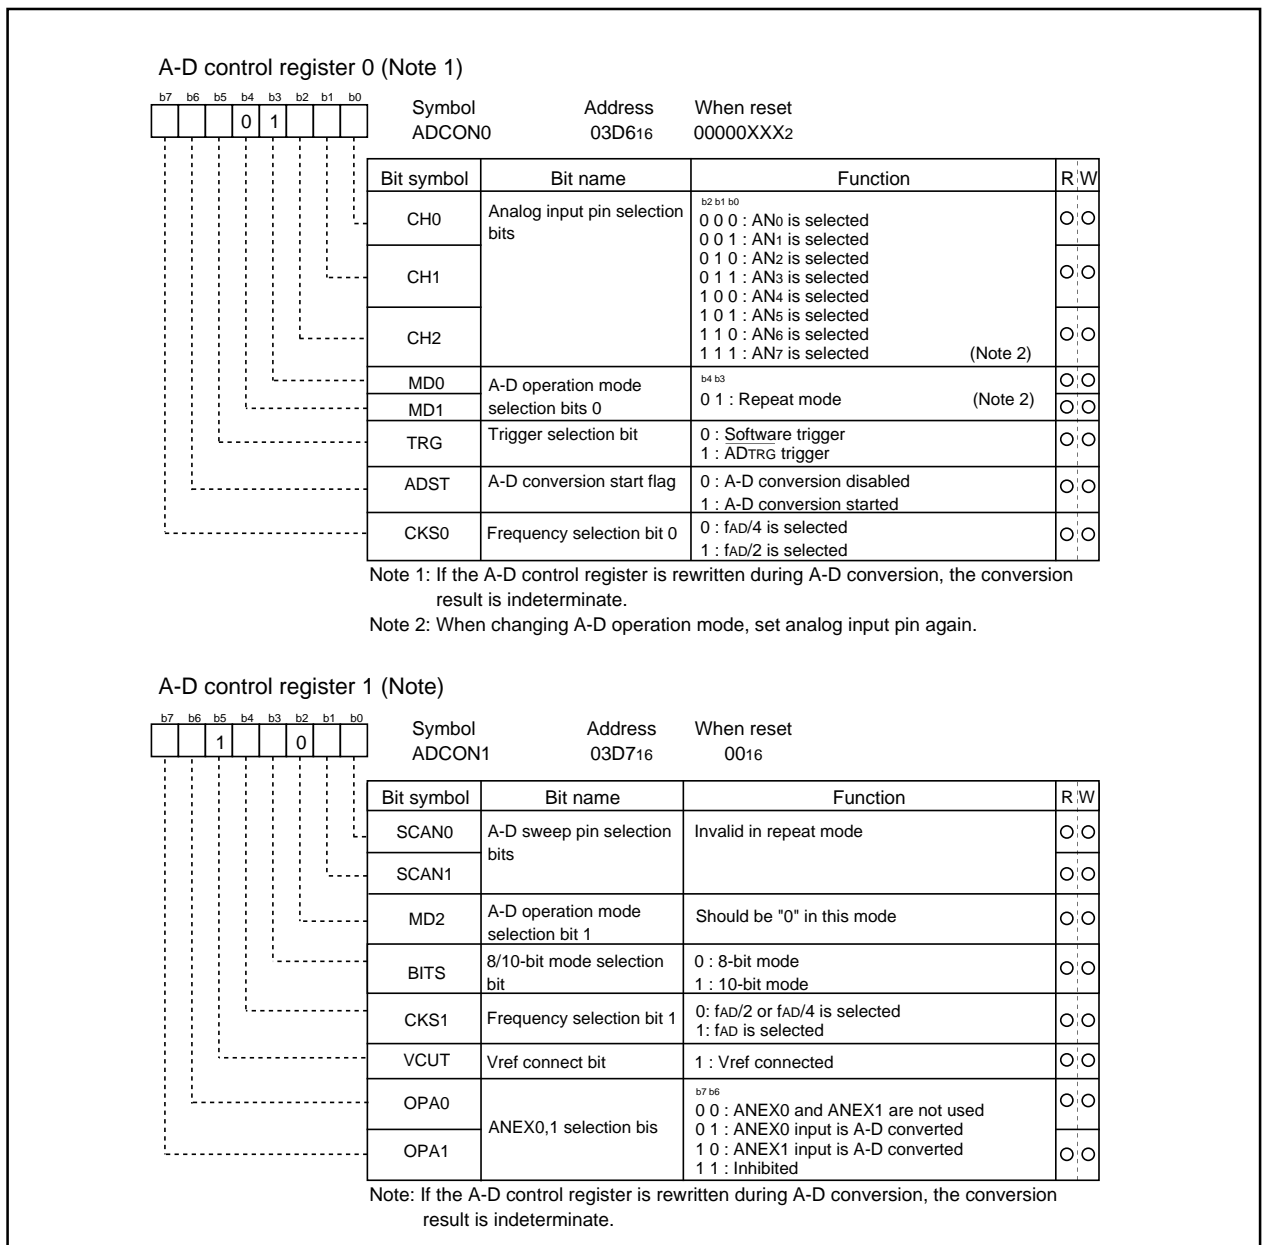 A-D control register 0 (Note 1)
b7 b6 b5 b4 b3 b2 b1 b0
0 1
Symbol Address When reset
ADCON0 03D616 00000XXX2
Bit symbol Bit name Function R W
CH0 Analog input pin selection bits
b2 b1 b0
0 0 0 : AN0 is selected
0 0 1 : AN1 is selected
0 1 0 : AN2 is selected
CH1 0 1 1 : AN3 is selected
1 0 0 : AN4 is selected
1 0 1 : AN5 is selected
CH2 1 1 0 : AN6 is selected
1 1 1 : AN7 is selected (Note 2)
MD0 A-D operation mode
b4 b3
MD1 selection bits 0 0 1 : Repeat mode (Note 2)
TRG Trigger selection bit 0 : Software trigger
1 : ADTRG trigger
ADST A-D conversion start flag 0 : A-D conversion disabled
1 : A-D conversion started
CKS0 Frequency selection bit 0 0 : fAD/4 is selected
1 : fAD/2 is selected
Note 1: If the A-D control register is rewritten during A-D conversion, the conversion
result is indeterminate.
Note 2: When changing A-D operation mode, set analog input pin again.
A-D control register 1 (Note)
b7 b6 b5 b4 b3 b2 b1 b0
1 0
Symbol Address When reset
ADCON1 03D716 0016
Bit symbol Bit name Function R W
SCAN0 A-D sweep pin selection Invalid in repeat mode
bits
SCAN1
MD2 A-D operation mode Should be "0" in this mode
selection bit 1
BITS 8/10-bit mode selection 0 : 8-bit mode
bit 1 : 10-bit mode
CKS1 Frequency selection bit 1 0: fAD/2 or fAD/4 is selected
1: fAD is selected
VCUT Vref connect bit 1 : Vref connected
OPA0
b7 b6
0 0 : ANEX0 and ANEX1 are not used
ANEX0,1 selection bis 0 1 : ANEX0 input is A-D converted
OPA1 1 0 : ANEX1 input is A-D converted
1 1 : Inhibited
Note: If the A-D control register is rewritten during A-D conversion, the conversion
result is indeterminate.